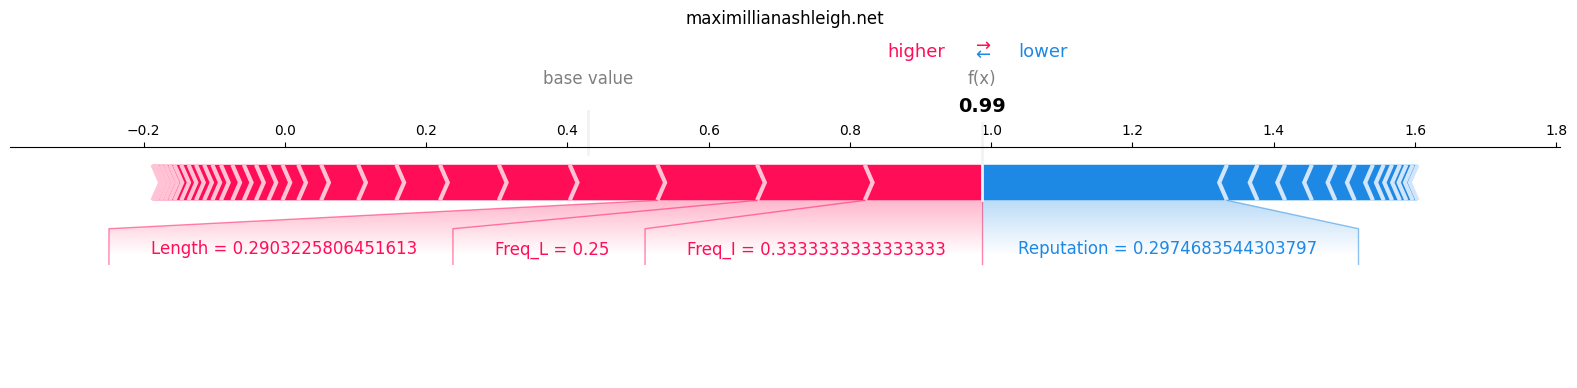 maximillianashleigh.net
higher ⇄ lower
base value f(x)
0.99
−0.2 0.0 0.2 0.4 0.6 0.8 1.0 1.2 1.4 1.6 1.8
Length = 0.2903225806451613 Freq_L = 0.25 Freq_I = 0.3333333333333333 Reputation = 0.2974683544303797